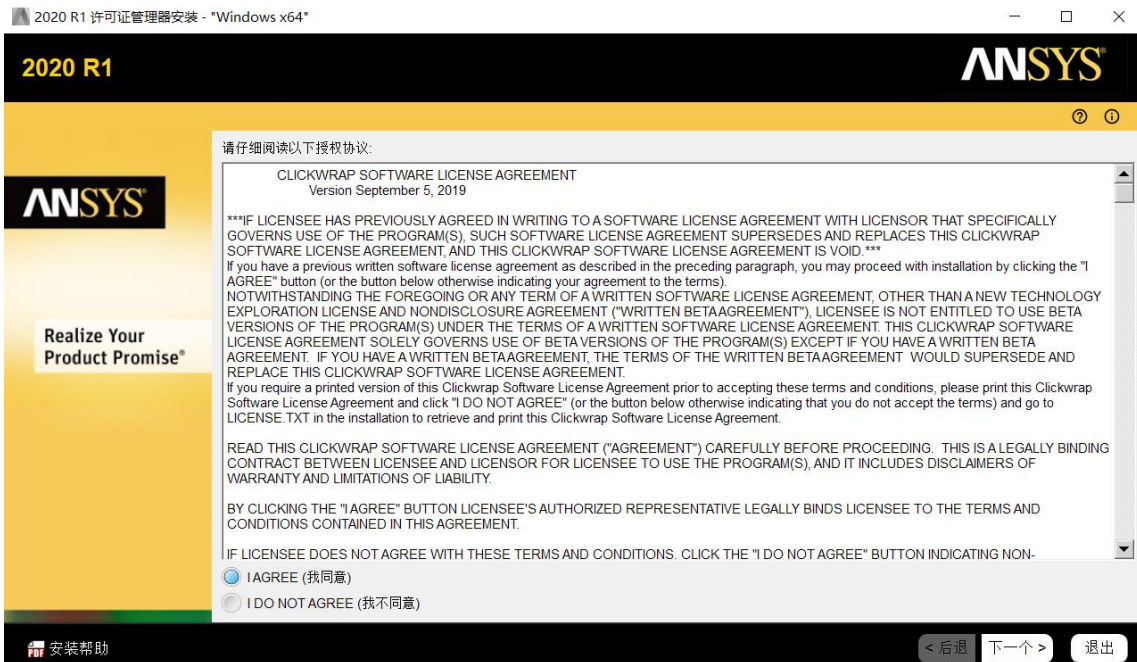 2020 R1 许可证管理器安装 - "Windows x64"
2020 R1
ANSYS®
请仔细阅读以下授权协议:
CLICKWRAP SOFTWARE LICENSE AGREEMENT
Version September 5, 2019
***IF LICENSEE HAS PREVIOUSLY AGREED IN WRITING TO A SOFTWARE LICENSE AGREEMENT WITH LICENSOR THAT SPECIFICALLY
GOVERNS USE OF THE PROGRAM(S), SUCH SOFTWARE LICENSE AGREEMENT SUPERSEDES AND REPLACES THIS CLICKWRAP
SOFTWARE LICENSE AGREEMENT, AND THIS CLICKWRAP SOFTWARE LICENSE AGREEMENT IS VOID.***
If you have a previous written software license agreement as described in the preceding paragraph, you may proceed with installation by clicking the "I
AGREE" button (or the button below otherwise indicating your agreement to the terms).
NOTWITHSTANDING THE FOREGOING OR ANY TERM OF A WRITTEN SOFTWARE LICENSE AGREEMENT, OTHER THAN A NEW TECHNOLOGY
EXPLORATION LICENSE AND NONDISCLOSURE AGREEMENT ("WRITTEN BETA AGREEMENT"), LICENSEE IS NOT ENTITLED TO USE BETA
VERSIONS OF THE PROGRAM(S) UNDER THE TERMS OF A WRITTEN SOFTWARE LICENSE AGREEMENT. THIS CLICKWRAP SOFTWARE
LICENSE AGREEMENT SOLELY GOVERNS USE OF BETA VERSIONS OF THE PROGRAM(S) EXCEPT IF YOU HAVE A WRITTEN BETA
AGREEMENT. IF YOU HAVE A WRITTEN BETA AGREEMENT, THE TERMS OF THE WRITTEN BETA AGREEMENT WOULD SUPERSEDE AND
REPLACE THIS CLICKWRAP SOFTWARE LICENSE AGREEMENT.
If you require a printed version of this Clickwrap Software License Agreement prior to accepting these terms and conditions, please print this Clickwrap
Software License Agreement and click "I DO NOT AGREE" (or the button below otherwise indicating that you do not accept the terms) and go to
LICENSE.TXT in the installation to retrieve and print this Clickwrap Software License Agreement.
READ THIS CLICKWRAP SOFTWARE LICENSE AGREEMENT ("AGREEMENT") CAREFULLY BEFORE PROCEEDING. THIS IS A LEGALLY BINDING
CONTRACT BETWEEN LICENSEE AND LICENSOR FOR LICENSEE TO USE THE PROGRAM(S), AND IT INCLUDES DISCLAIMERS OF
WARRANTY AND LIMITATIONS OF LIABILITY.
BY CLICKING THE "I AGREE" BUTTON LICENSEE'S AUTHORIZED REPRESENTATIVE LEGALLY BINDS LICENSEE TO THE TERMS AND
CONDITIONS CONTAINED IN THIS AGREEMENT.
IF LICENSEE DOES NOT AGREE WITH THESE TERMS AND CONDITIONS. CLICK THE "I DO NOT AGREE" BUTTON INDICATING NON-
ANSYS®
Realize Your
Product Promise®
I AGREE (我同意)
I DO NOT AGREE (我不同意)
PDF 安装帮助
< 后退
下一个 >
退出